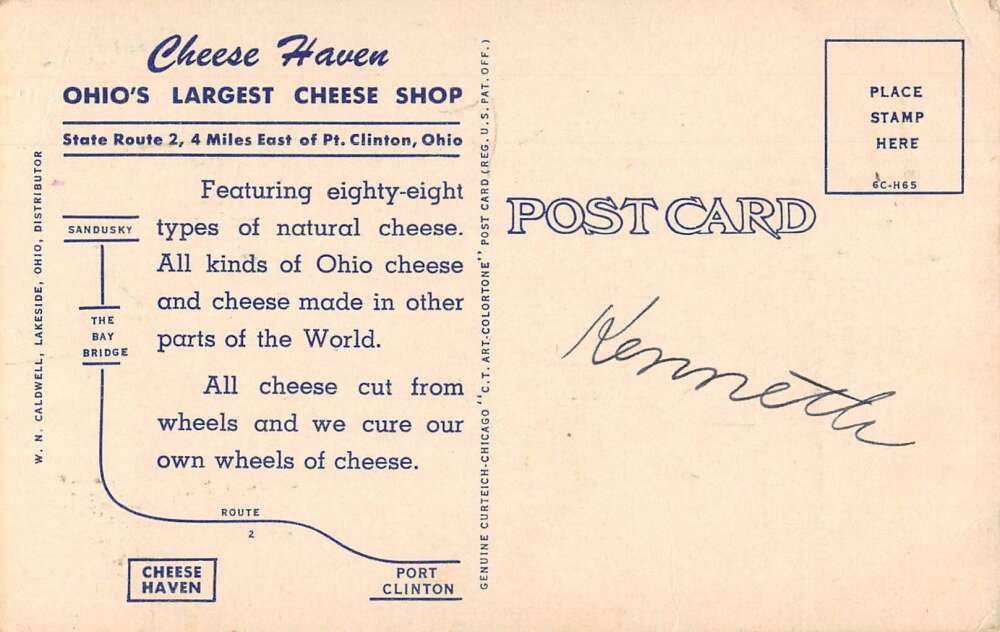 Cheese Haven
OHIO'S LARGEST CHEESE SHOP
State Route 2, 4 Miles East of Pt. Clinton, Ohio
Featuring eighty-eight
types of natural cheese.
All kinds of Ohio cheese
and cheese made in other
parts of the World.
All cheese cut from
wheels and we cure our
own wheels of cheese.
SANDUSKY
THE
BAY
BRIDGE
ROUTE
2
CHEESE
HAVEN
PORT
CLINTON
W. N. CALDWELL, LAKESIDE, OHIO, DISTRIBUTOR
GENUINE CURTEICH-CHICAGO "C.T. ART-COLORTONE" POST CARD (REG. U.S. PAT. OFF.)
POST CARD
PLACE
STAMP
HERE
6C-H65
Kenneth